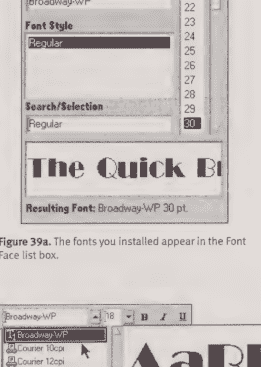 Broadway-WP
22
Font Style
23
Regular
24
25
26
27
28
Search/Selection
29
Regular
30
The Quick B
Resulting Font: Broadway-WP 30 pt.
Figure 39a. The fonts you installed appear in the Font
Face list box.
Broadway-WP 18 B I U
Broadway-WP
Courier 10cpi
Courier 12cpi
AaB